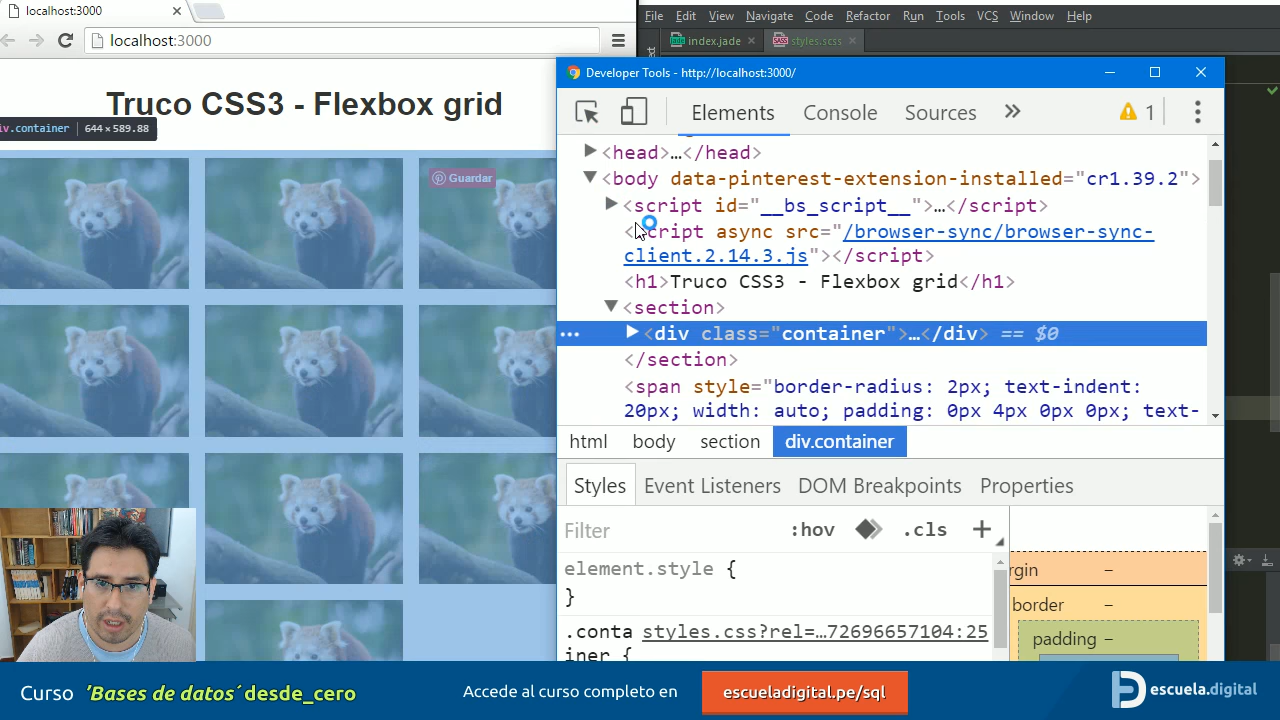 localhost:3000
localhost:3000
Truco CSS3 - Flexbox grid
iv.container 644 × 589.88
Guardar
File Edit View Navigate Code Refactor Run Tools VCS Window Help
index.jade styles.scss
Developer Tools - http://localhost:3000/
Elements Console Sources 1
<head>…</head>
<body data-pinterest-extension-installed="cr1.39.2">
<script id="__bs_script__">…</script>
<script async src="/browser-sync/browser-sync-
client.2.14.3.js"></script>
<h1>Truco CSS3 - Flexbox grid</h1>
<section>
<div class="container">…</div> == $0
</section>
<span style="border-radius: 2px; text-indent:
20px; width: auto; padding: 0px 4px 0px 0px; text-
html body section div.container
Styles Event Listeners DOM Breakpoints Properties
Filter :hov .cls +
element.style {
}
.conta styles.css?rel=…72696657104:25
iner {
rgin –
border –
padding –
Curso 'Bases de datos´ desde_cero
Accede al curso completo en
escueladigital.pe/sql
escuela.digital